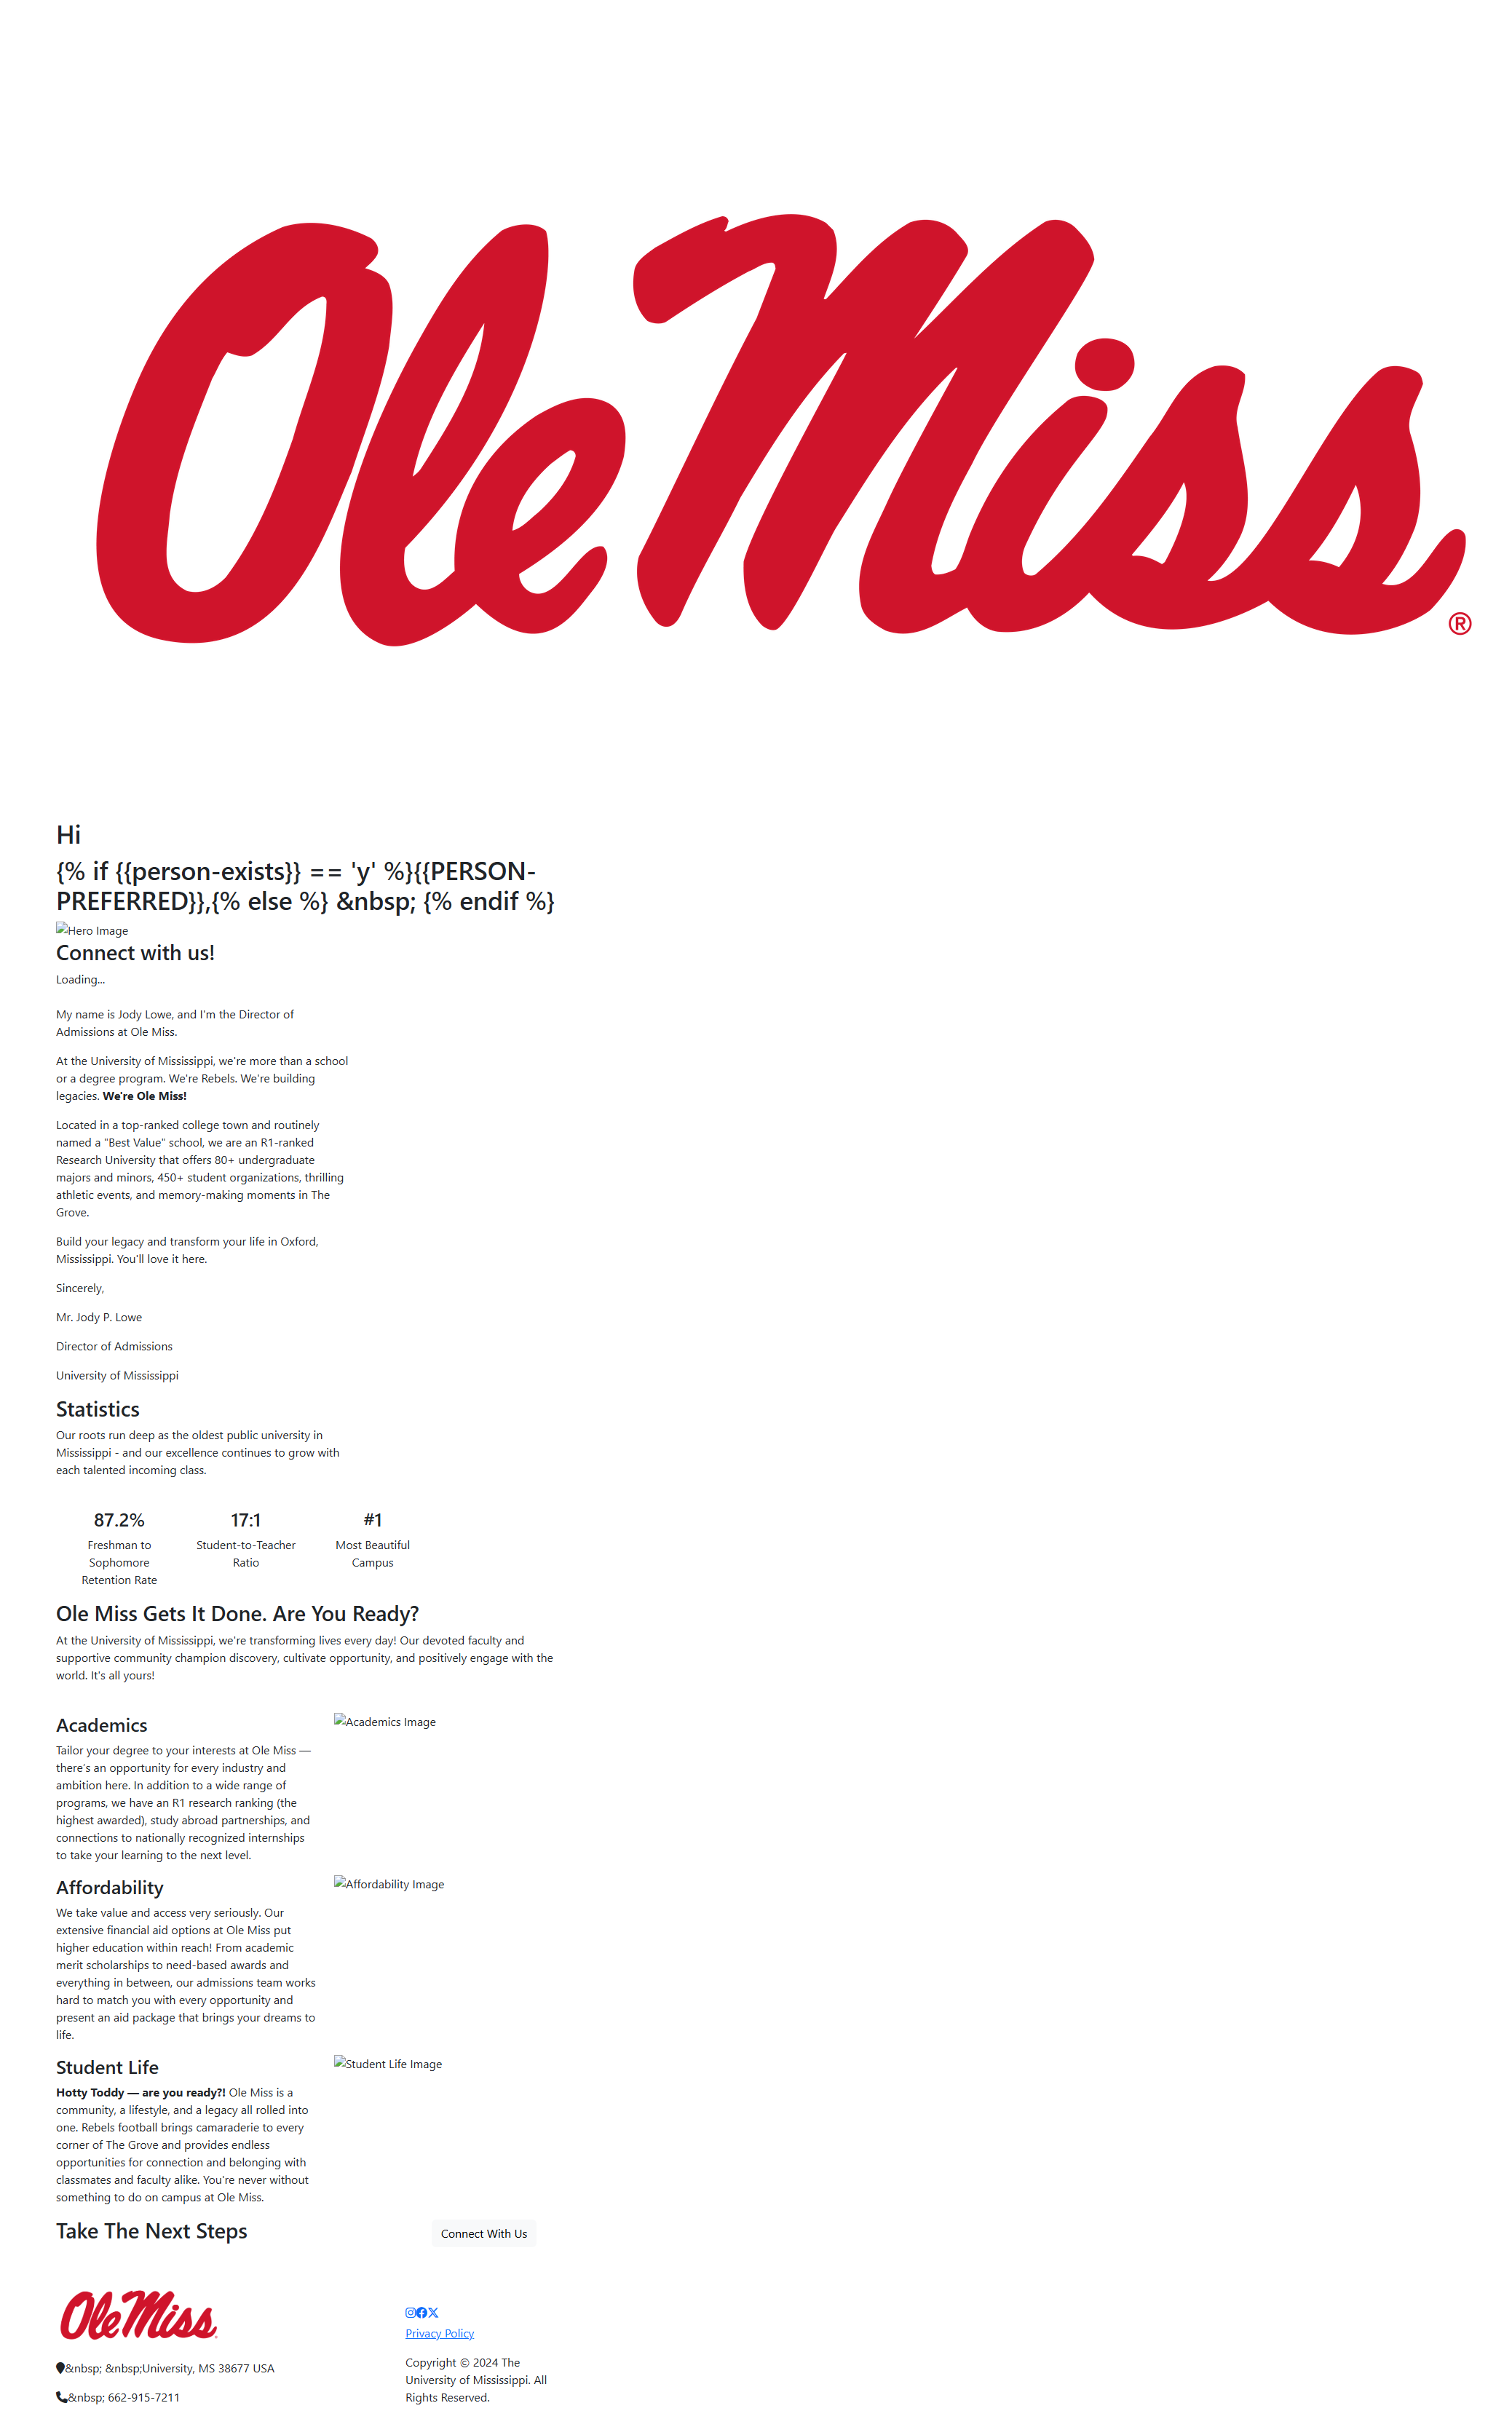 Ole Miss®
Hi
{% if {{person-exists}} == 'y' %}{{PERSON-
PREFERRED}},{% else %} &nbsp; {% endif %}
Hero Image
Connect with us!
Loading...
My name is Jody Lowe, and I'm the Director of
Admissions at Ole Miss.
At the University of Mississippi, we're more than a school
or a degree program. We're Rebels. We're building
legacies. We're Ole Miss!
Located in a top-ranked college town and routinely
named a "Best Value" school, we are an R1-ranked
Research University that offers 80+ undergraduate
majors and minors, 450+ student organizations, thrilling
athletic events, and memory-making moments in The
Grove.
Build your legacy and transform your life in Oxford,
Mississippi. You'll love it here.
Sincerely,
Mr. Jody P. Lowe
Director of Admissions
University of Mississippi
Statistics
Our roots run deep as the oldest public university in
Mississippi - and our excellence continues to grow with
each talented incoming class.
87.2%
Freshman to
Sophomore
Retention Rate
17:1
Student-to-Teacher
Ratio
#1
Most Beautiful
Campus
Ole Miss Gets It Done. Are You Ready?
At the University of Mississippi, we're transforming lives every day! Our devoted faculty and
supportive community champion discovery, cultivate opportunity, and positively engage with the
world. It's all yours!
Academics
Tailor your degree to your interests at Ole Miss —
there's an opportunity for every industry and
ambition here. In addition to a wide range of
programs, we have an R1 research ranking (the
highest awarded), study abroad partnerships, and
connections to nationally recognized internships
to take your learning to the next level.
Academics Image
Affordability
We take value and access very seriously. Our
extensive financial aid options at Ole Miss put
higher education within reach! From academic
merit scholarships to need-based awards and
everything in between, our admissions team works
hard to match you with every opportunity and
present an aid package that brings your dreams to
life.
Affordability Image
Student Life
Hotty Toddy — are you ready?! Ole Miss is a
community, a lifestyle, and a legacy all rolled into
one. Rebels football brings camaraderie to every
corner of The Grove and provides endless
opportunities for connection and belonging with
classmates and faculty alike. You're never without
something to do on campus at Ole Miss.
Student Life Image
Take The Next Steps
Connect With Us
Ole Miss
&nbsp; &nbsp;University, MS 38677 USA
&nbsp; 662-915-7211
Privacy Policy
Copyright © 2024 The
University of Mississippi. All
Rights Reserved.